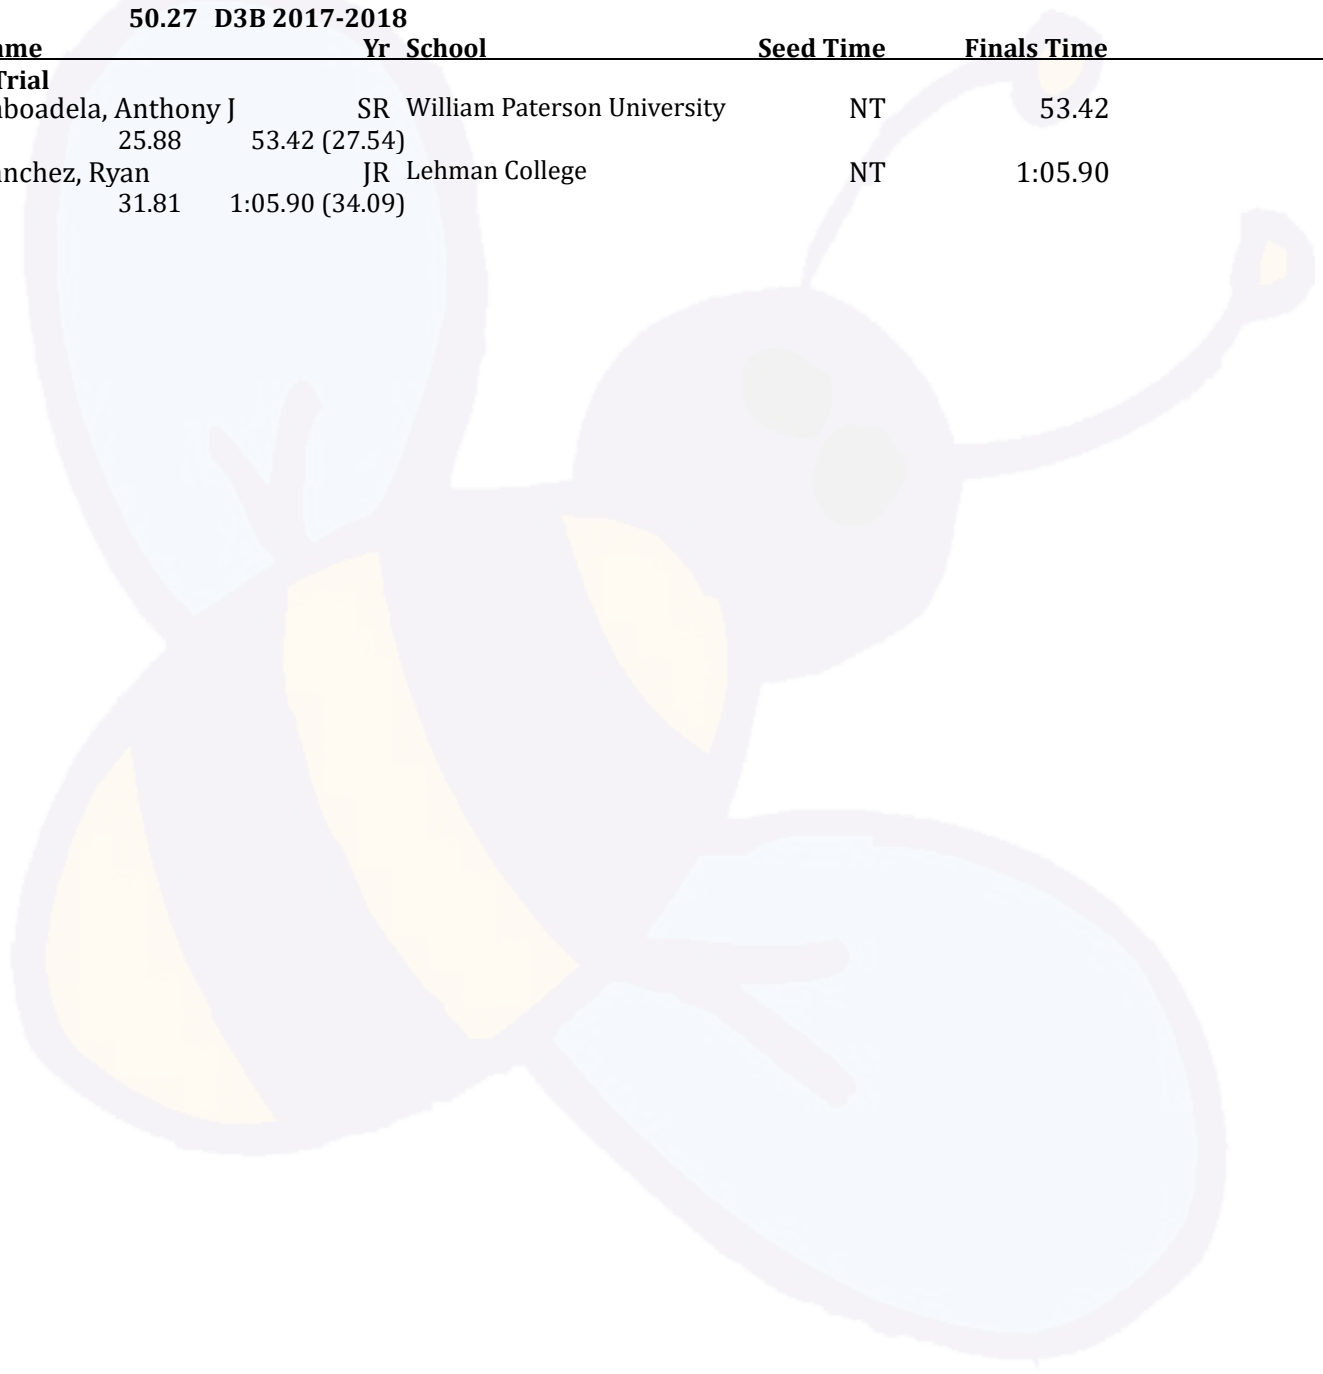 50.27 D3B 2017-2018
ame Yr School Seed Time Finals Time
Trial
boadela, Anthony J SR William Paterson University NT 53.42
25.88 53.42 (27.54)
nchez, Ryan JR Lehman College NT 1:05.90
31.81 1:05.90 (34.09)